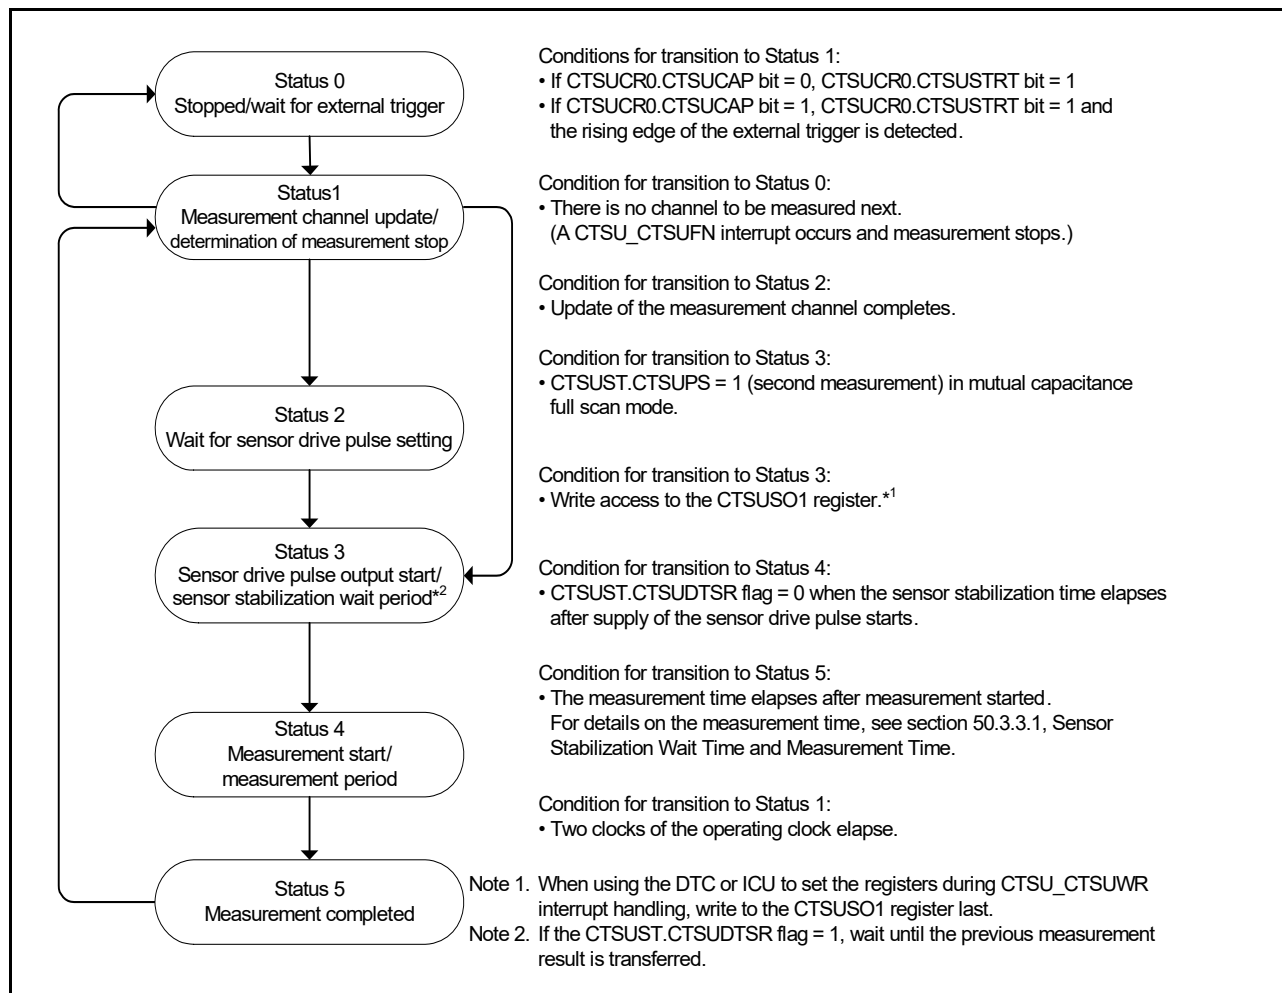 Status 0
Stopped/wait for external trigger
Status1
Measurement channel update/
determination of measurement stop
Status 2
Wait for sensor drive pulse setting
Status 3
Sensor drive pulse output start/
sensor stabilization wait period*2
Status 4
Measurement start/
measurement period
Status 5
Measurement completed
Conditions for transition to Status 1:
• If CTSUCR0.CTSUCAP bit = 0, CTSUCR0.CTSUSTRT bit = 1
• If CTSUCR0.CTSUCAP bit = 1, CTSUCR0.CTSUSTRT bit = 1 and
the rising edge of the external trigger is detected.
Condition for transition to Status 0:
• There is no channel to be measured next.
(A CTSU_CTSUFN interrupt occurs and measurement stops.)
Condition for transition to Status 2:
• Update of the measurement channel completes.
Condition for transition to Status 3:
• CTSUST.CTSUPS = 1 (second measurement) in mutual capacitance
full scan mode.
Condition for transition to Status 3:
• Write access to the CTSUSO1 register.*1
Condition for transition to Status 4:
• CTSUST.CTSUDTSR flag = 0 when the sensor stabilization time elapses
after supply of the sensor drive pulse starts.
Condition for transition to Status 5:
• The measurement time elapses after measurement started.
For details on the measurement time, see section 50.3.3.1, Sensor
Stabilization Wait Time and Measurement Time.
Condition for transition to Status 1:
• Two clocks of the operating clock elapse.
Note 1. When using the DTC or ICU to set the registers during CTSU_CTSUWR
interrupt handling, write to the CTSUSO1 register last.
Note 2. If the CTSUST.CTSUDTSR flag = 1, wait until the previous measurement
result is transferred.